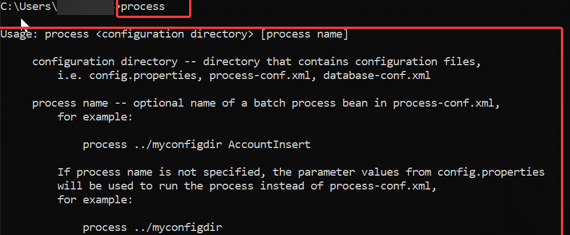 C:\Users\ >process
Usage: process <configuration directory> [process name]
configuration directory -- directory that contains configuration files,
i.e. config.properties, process-conf.xml, database-conf.xml
process name -- optional name of a batch process bean in process-conf.xml,
for example:
process ../myconfigdir AccountInsert
If process name is not specified, the parameter values from config.properties
will be used to run the process instead of process-conf.xml,
for example:
process ../myconfigdir